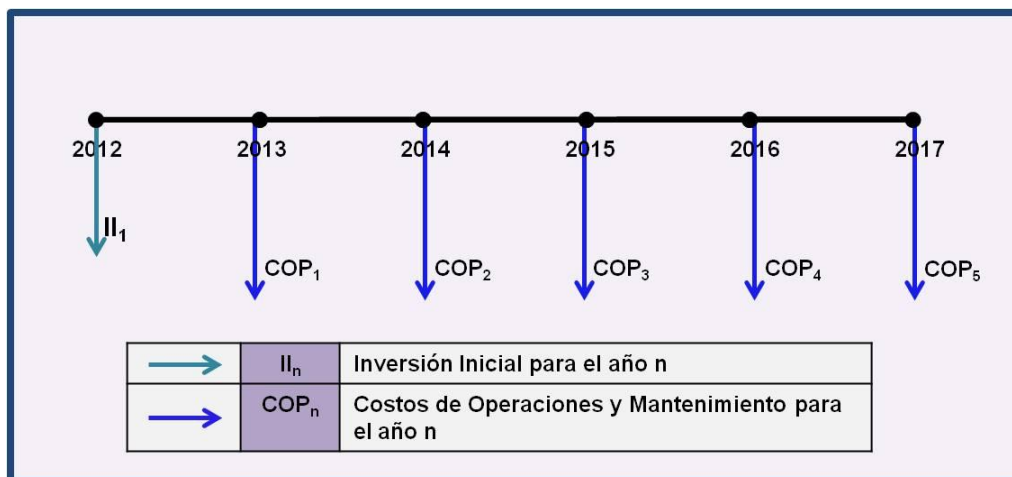 2012 2013 2014 2015 2016 2017
II₁
COP₁ COP₂ COP₃ COP₄ COP₅
IIₙ Inversión Inicial para el año n
COPₙ Costos de Operaciones y Mantenimiento para
el año n